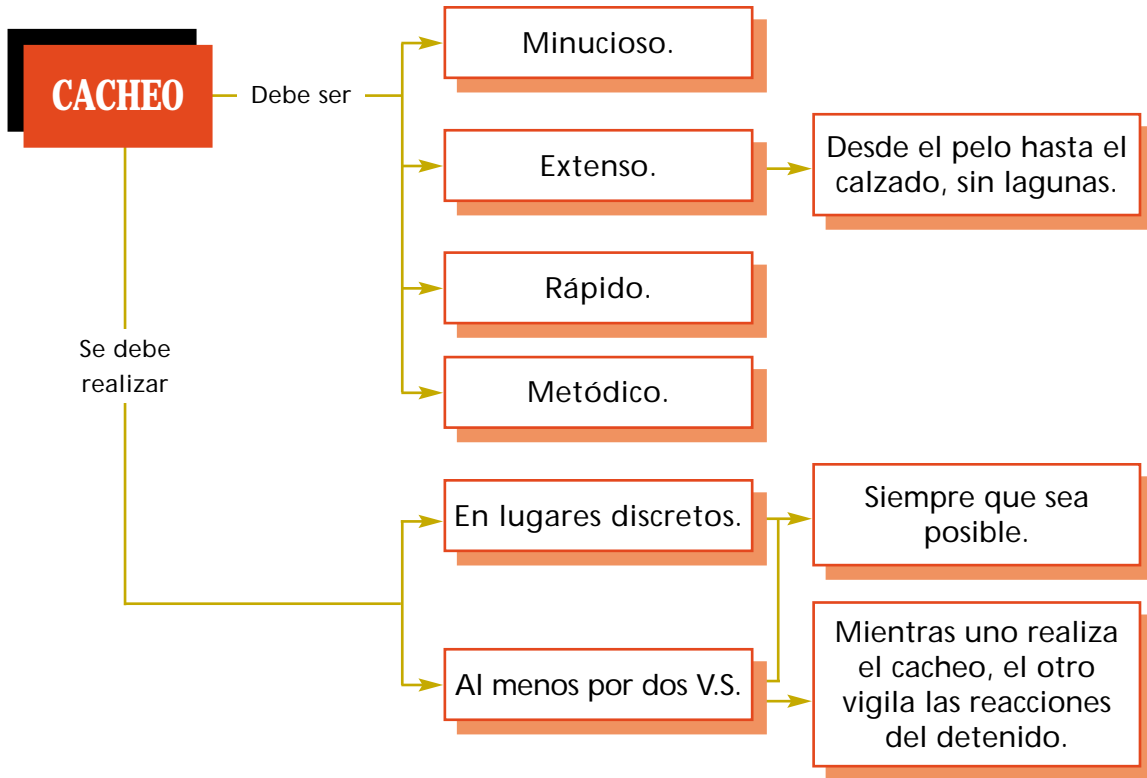 CACHEO
Debe ser
Minucioso.
Extenso.
Desde el pelo hasta el
calzado, sin lagunas.
Rápido.
Metódico.
Se debe
realizar
En lugares discretos.
Siempre que sea
posible.
Al menos por dos V.S.
Mientras uno realiza
el cacheo, el otro
vigila las reacciones
del detenido.